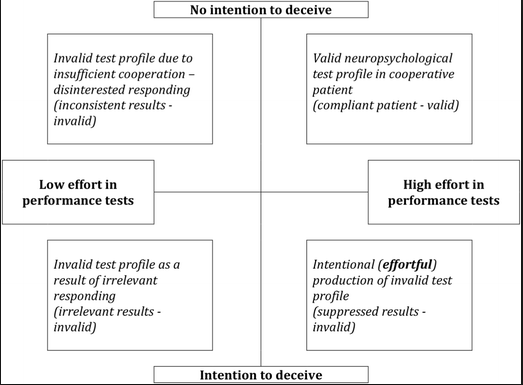 No intention to deceive
Invalid test profile due to
insufficient cooperation –
disinterested responding
(inconsistent results -
invalid)
Valid neuropsychological
test profile in cooperative
patient
(compliant patient - valid)
Low effort in
performance tests
High effort in
performance tests
Invalid test profile as a
result of irrelevant
responding
(irrelevant results -
invalid)
Intentional (effortful)
production of invalid test
profile
(suppressed results -
invalid)
Intention to deceive